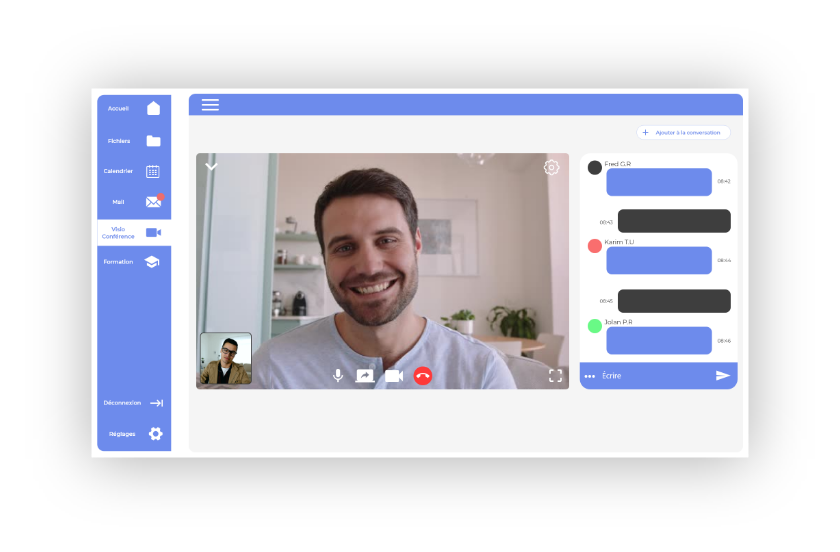 Accueil
Fichiers
Calendrier
Mail
Visio
Conférence
Formation
Déconnexion
Réglages
+ Ajouter à la conversation
Fred G.R
08:42
08:43
Karim T.U
08:44
08:45
Jolan P.R
08:46
Écrire